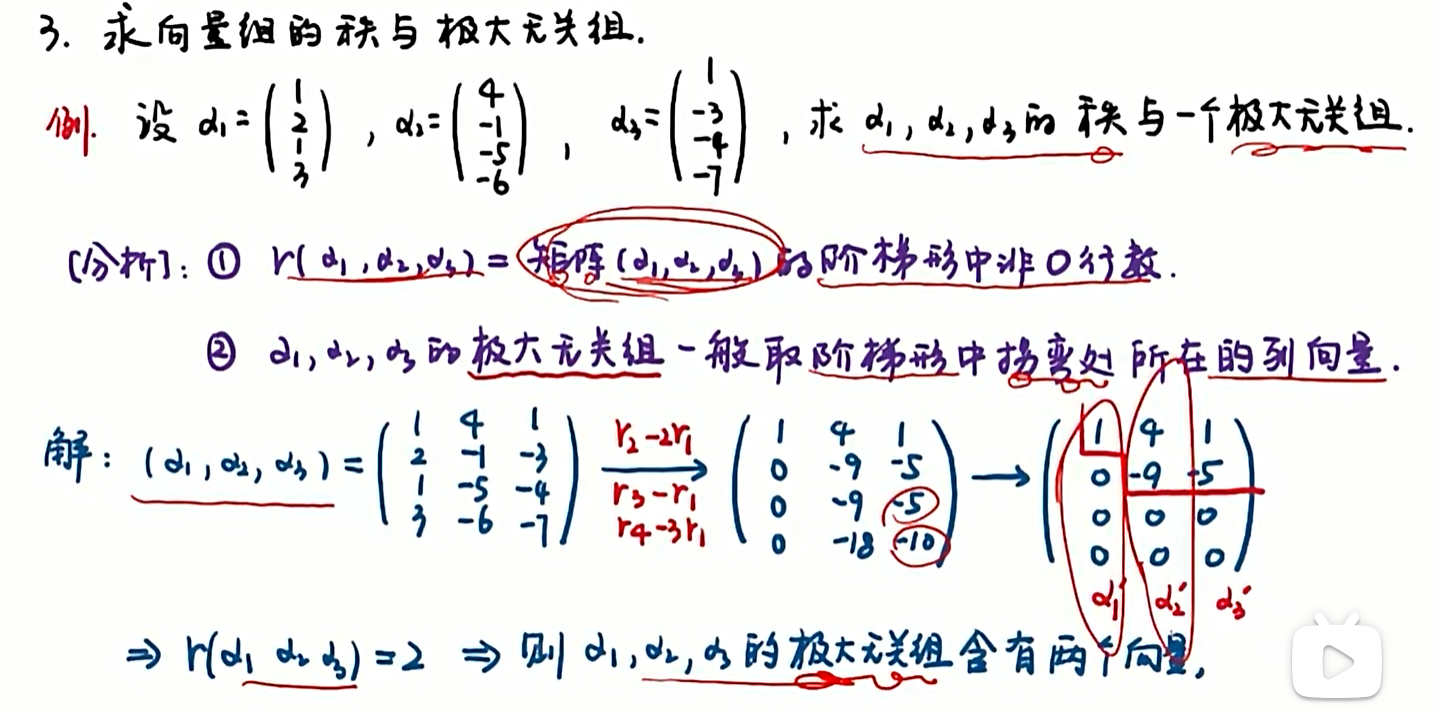 3. 求向量组的秩与极大无关组.
例. 设 α₁=(1 2 1 3), α₂=(4 -1 -5 -6), α₃=(1 -3 -4 -7), 求 α₁, α₂, α₃ 的秩与一个极大无关组.
[分析]: ① r(α₁, α₂, α₃) = 矩阵(α₁, α₂, α₃)的阶梯形中非0行数.
② α₁, α₂, α₃ 的极大无关组一般取阶梯形中拐弯处所在的列向量.
解: (α₁, α₂, α₃) = (1 4 1
2 -1 -3
1 -5 -4
3 -6 -7)
r₂-2r₁
r₃-r₁
r₄-3r₁
→ (1 4 1
0 -9 -5
0 -9 -5
0 -18 -10)
→ (1 4 1
0 -9 -5
0 0 0
0 0 0)
α₁' α₂' α₃'
⇒ r(α₁ α₂ α₃)=2 ⇒ 则 α₁, α₂, α₃ 的极大无关组含有两个向量,